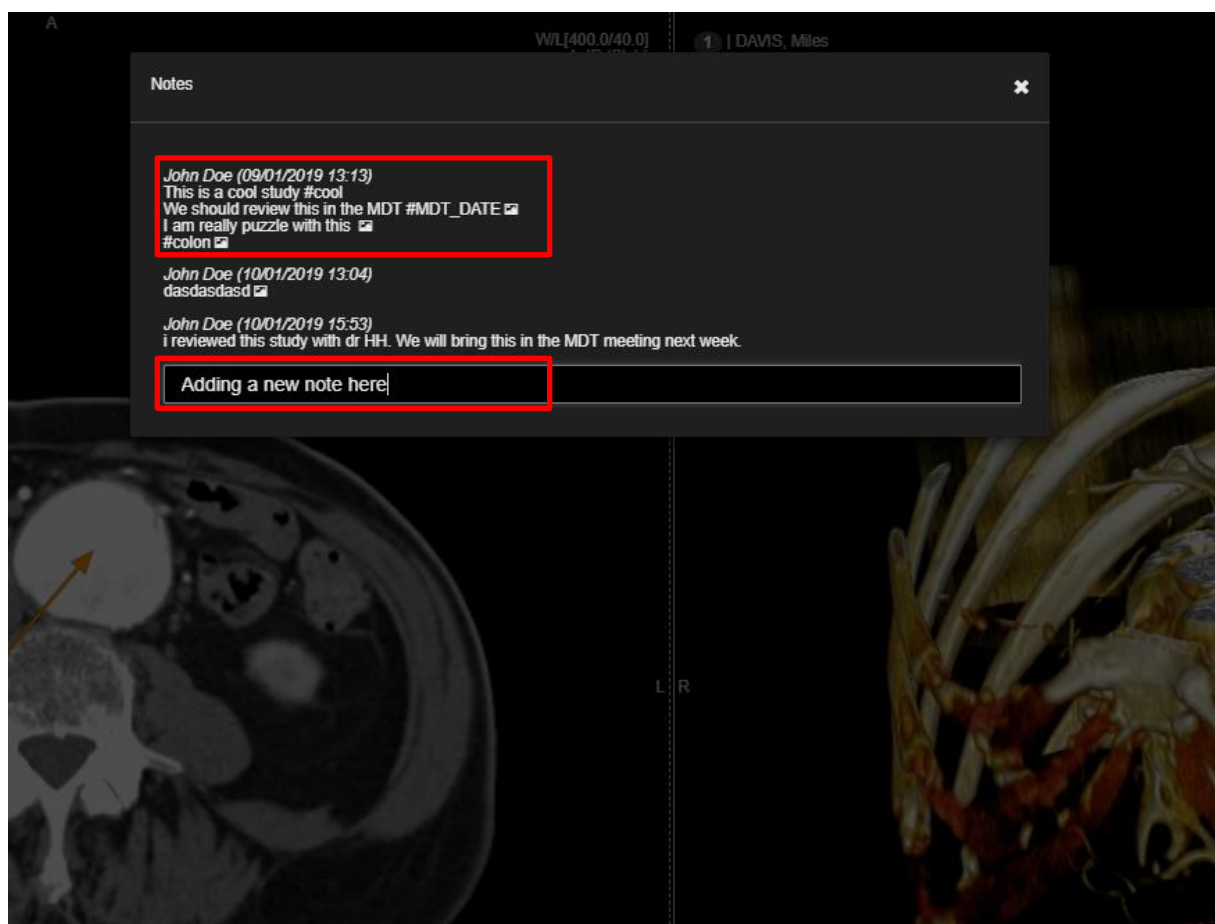 A
W/L[400.0/40.0]
1 | DAVIS, Miles
Notes
John Doe (09/01/2019 13:13)
This is a cool study #cool
We should review this in the MDT #MDT_DATE
I am really puzzle with this
#colon
John Doe (10/01/2019 13:04)
dasdasdasd
John Doe (10/01/2019 15:53)
i reviewed this study with dr HH. We will bring this in the MDT meeting next week.
Adding a new note here
L R